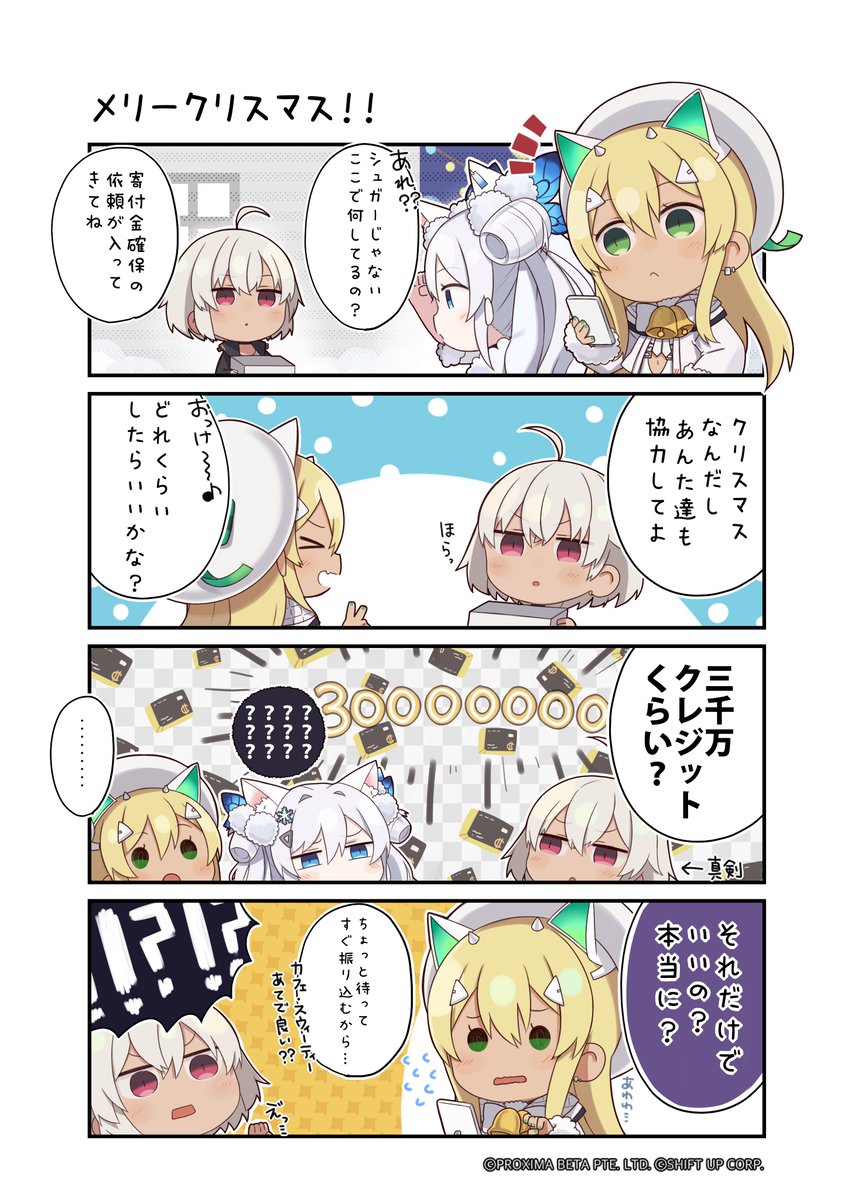 メリークリスマス!!
あれ??
シュガーじゃない
ここで何してるの?
寄付金確保の
依頼が入って
きてね
クリスマス
なんだし
あんた達も
協力してよ
ほらっ
おっけ〜〜♪
どれくらい
したらいいかな?
三千万
クレジット
くらい?
30000000
????
????
????
………
←真剣
それだけで
いいの?
本当に?
あわわ…
ちょっと待って
すぐ振り込むから…
カフェ・スウィーティー
あてで良い??
!?!?
えっ…
©PROXIMA BETA PTE. LTD. ©SHIFT UP CORP.